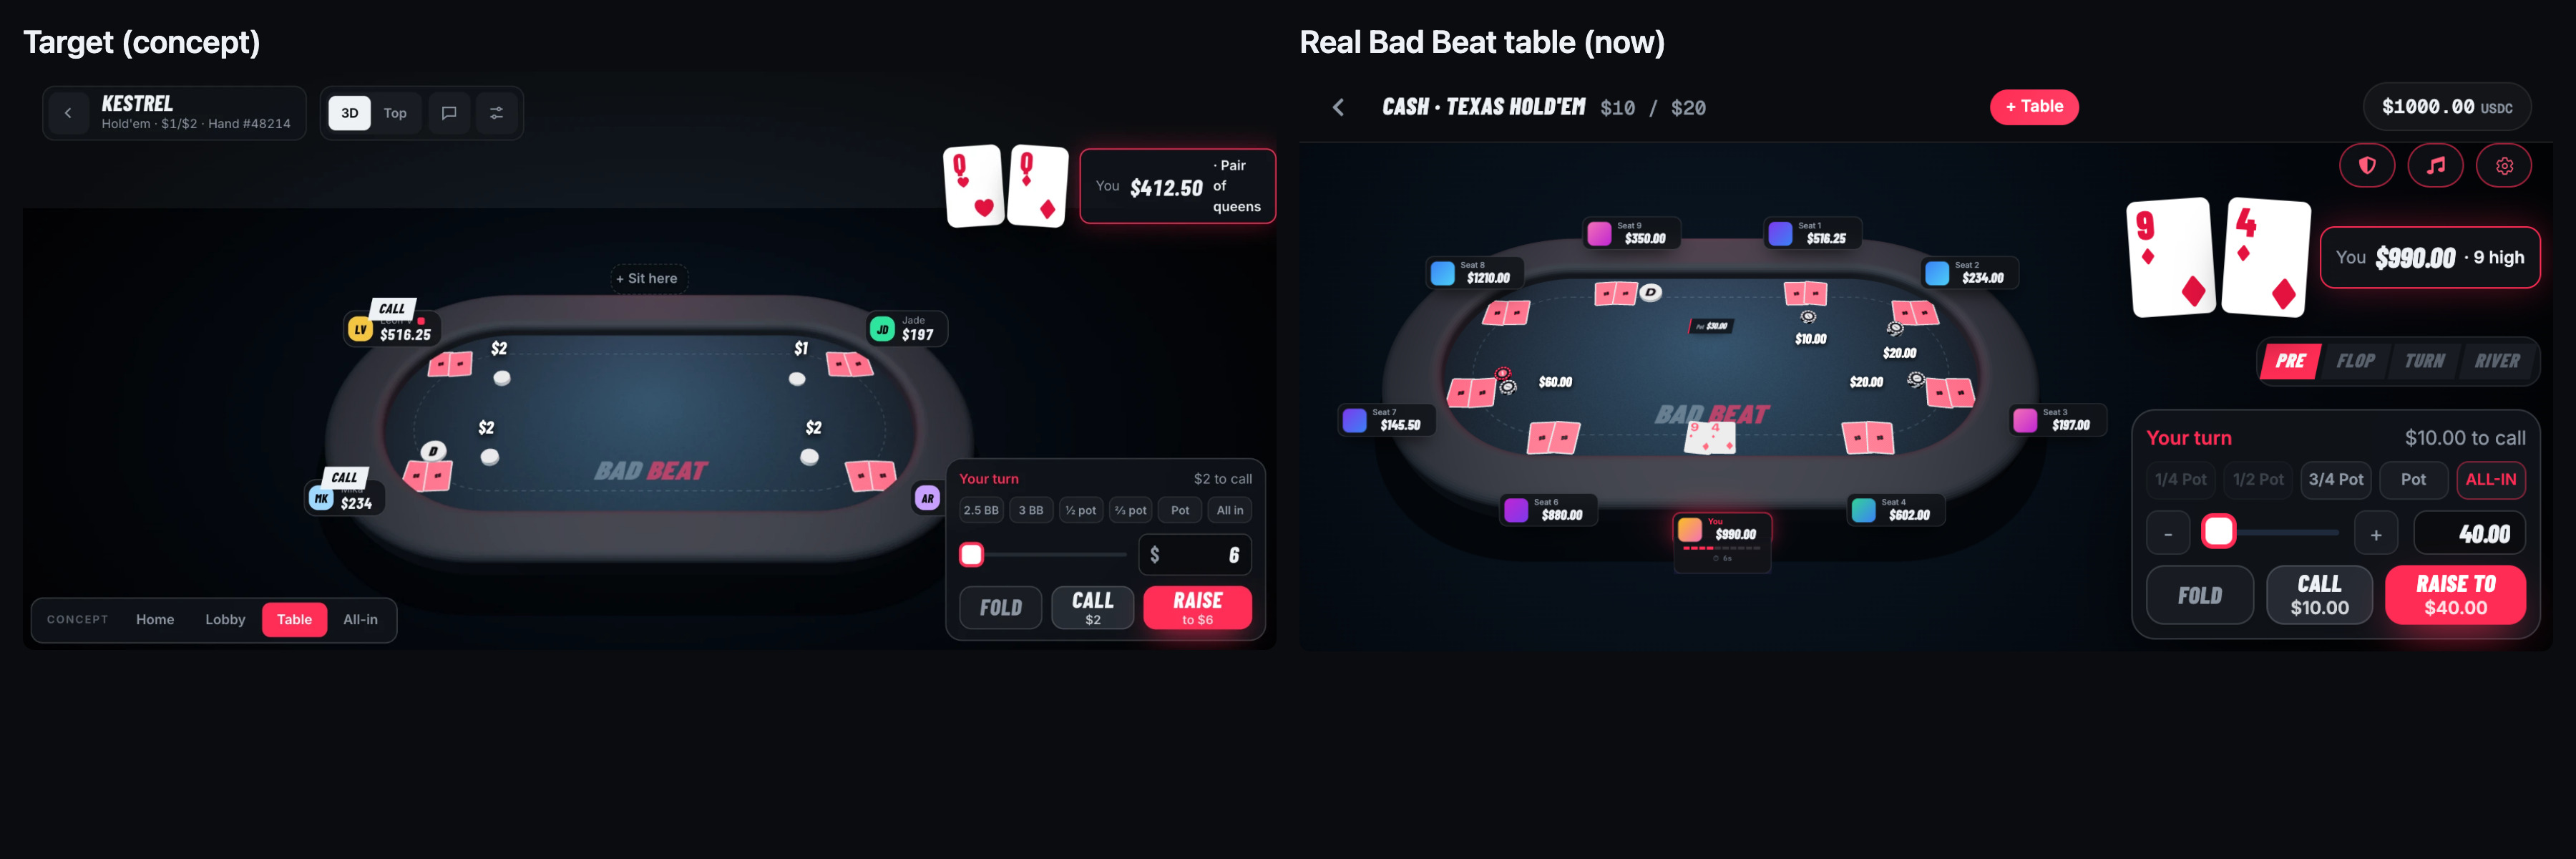 Target (concept)
KESTREL
Hold'em · $1/$2 · Hand #48214
3D
Top
Q
Q
You $412.50 · Pair of queens
+ Sit here
CALL
LV
$516.25
JD
Jade
$197
$2
$1
$2
$2
D
CALL
MK
$234
AR
BAD BEAT
Your turn
$2 to call
2.5 BB
3 BB
½ pot
⅔ pot
Pot
All in
$ 6
FOLD
CALL
$2
RAISE
to $6
CONCEPT
Home
Lobby
Table
All-in
Real Bad Beat table (now)
CASH · TEXAS HOLD'EM $10 / $20
+ Table
$1000.00 USDC
9
4
You $990.00 · 9 high
PRE
FLOP
TURN
RIVER
Seat 9
$350.00
Seat 1
$516.25
Seat 8
$1210.00
Seat 2
$234.00
D
Pot $30.00
$10.00
$20.00
$60.00
$20.00
BAD BEAT
9 4
Seat 7
$145.50
Seat 3
$197.00
Seat 6
$880.00
You
$990.00
6s
Seat 4
$602.00
Your turn
$10.00 to call
1/4 Pot
1/2 Pot
3/4 Pot
Pot
ALL-IN
-
+
40.00
FOLD
CALL
$10.00
RAISE TO
$40.00